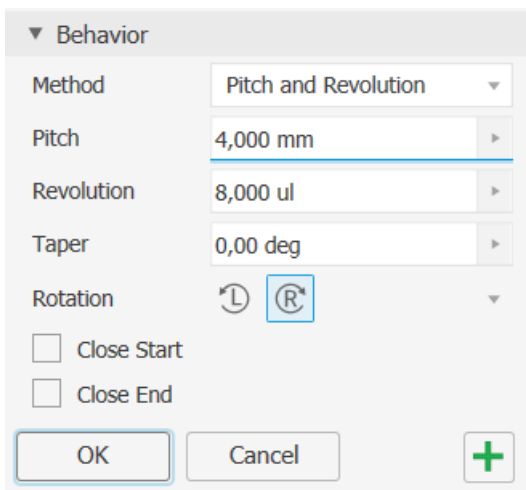 Behavior
Method Pitch and Revolution
Pitch 4,000 mm
Revolution 8,000 ul
Taper 0,00 deg
Rotation L R
Close Start
Close End
OK Cancel